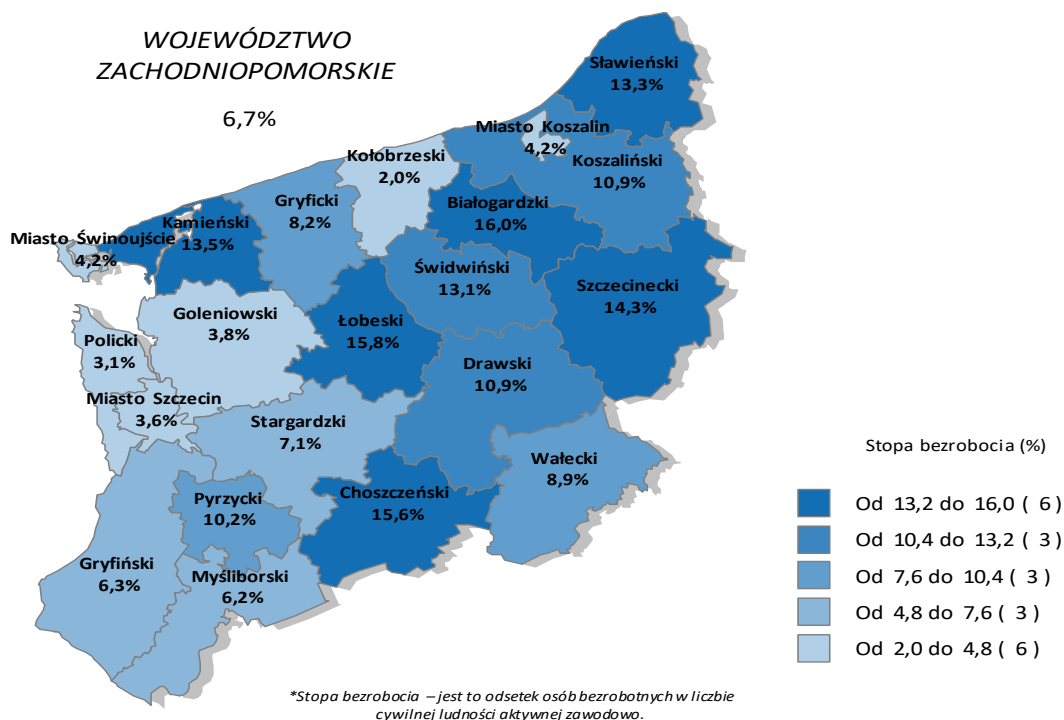 WOJEWÓDZTWO
ZACHODNIOPOMORSKIE
6,7%
Sławieński
13,3%
Miasto Koszalin
4,2%
Koszaliński
10,9%
Kołobrzeski
2,0%
Gryficki
8,2%
Białogardzki
16,0%
Kamieński
13,5%
Miasto Świnoujście
4,2%
Świdwiński
13,1%
Szczecinecki
14,3%
Goleniowski
3,8%
Łobeski
15,8%
Policki
3,1%
Drawski
10,9%
Miasto Szczecin
3,6%
Stargardzki
7,1%
Wałecki
8,9%
Pyrzycki
10,2%
Choszczeński
15,6%
Gryfiński
6,3%
Myśliborski
6,2%
Stopa bezrobocia (%)
Od 13,2 do 16,0 ( 6 )
Od 10,4 do 13,2 ( 3 )
Od 7,6 do 10,4 ( 3 )
Od 4,8 do 7,6 ( 3 )
Od 2,0 do 4,8 ( 6 )
*Stopa bezrobocia – jest to odsetek osób bezrobotnych w liczbie
cywilnej ludności aktywnej zawodowo.